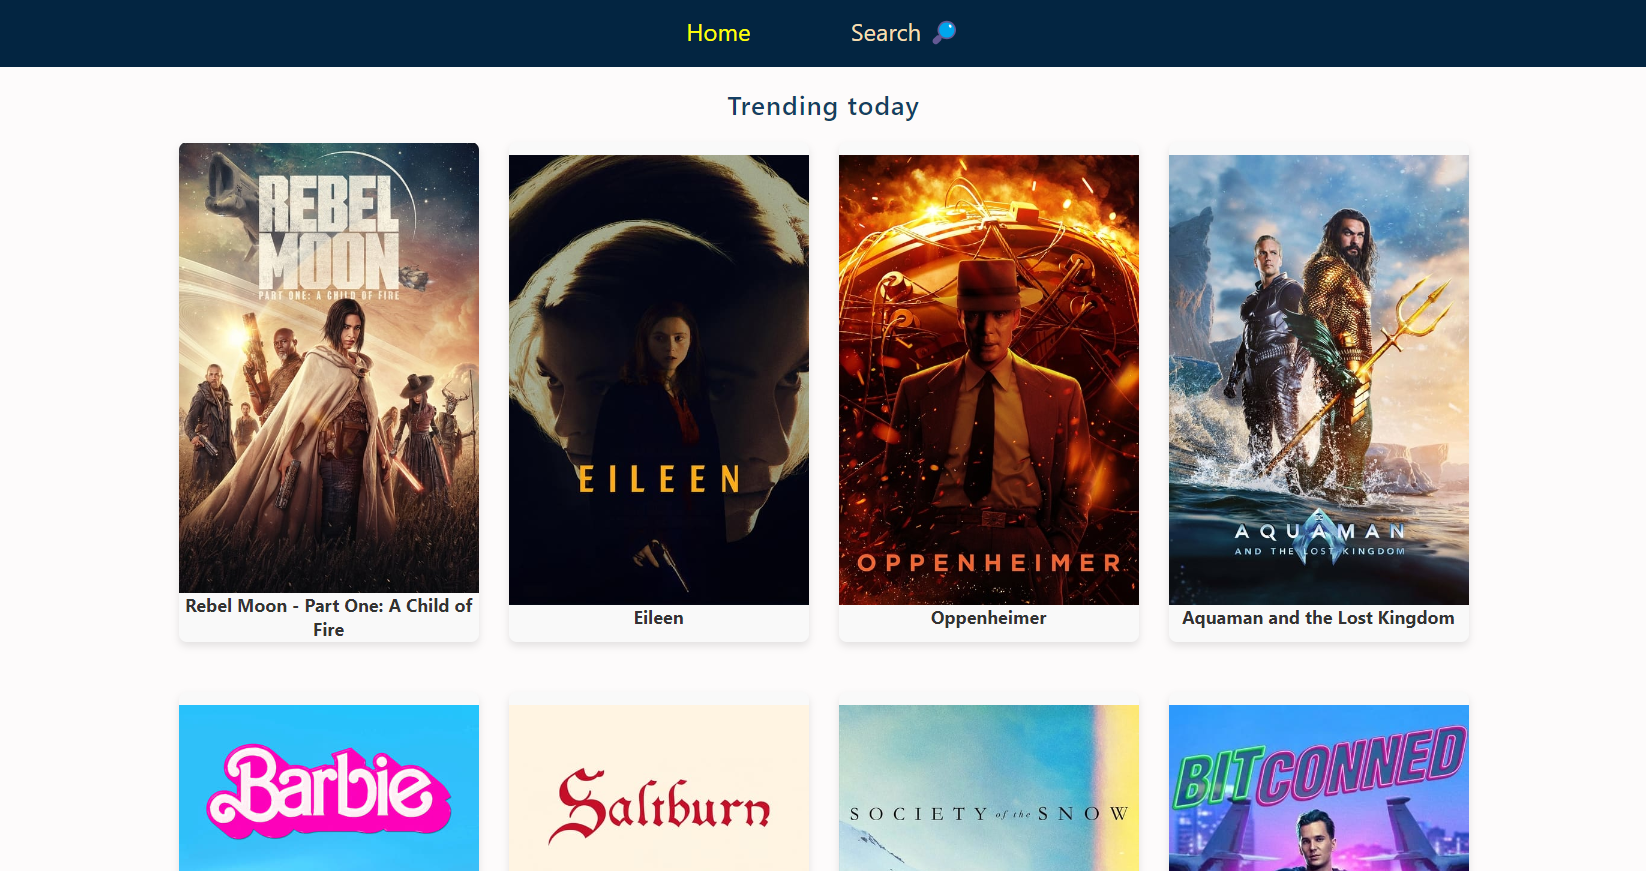 Home
Search
Trending today
REBEL
MOON
PART ONE: A CHILD OF FIRE
EILEEN
OPPENHEIMER
AQUAMAN
AND THE LOST KINGDOM
Rebel Moon - Part One: A Child of
Fire
Eileen
Oppenheimer
Aquaman and the Lost Kingdom
Barbie
Saltburn
SOCIETY of the SNOW
BITCONNED